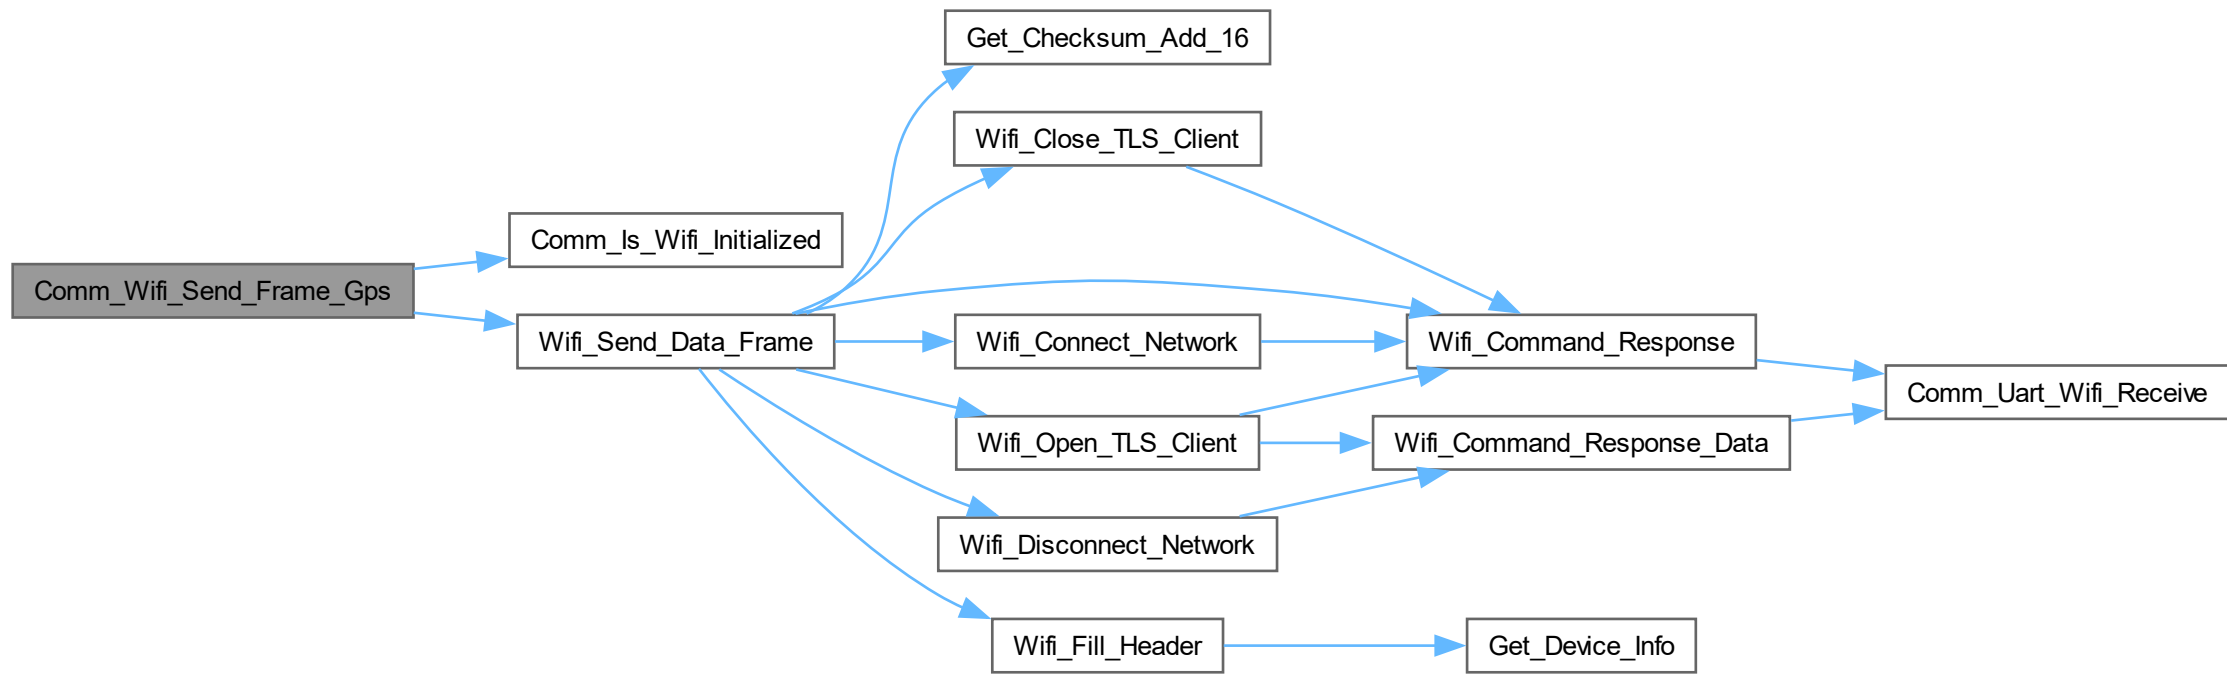 Get_Checksum_Add_16
Wifi_Close_TLS_Client
Comm_Is_Wifi_Initialized
Comm_Wifi_Send_Frame_Gps
Wifi_Send_Data_Frame
Wifi_Connect_Network
Wifi_Command_Response
Comm_Uart_Wifi_Receive
Wifi_Open_TLS_Client
Wifi_Command_Response_Data
Wifi_Disconnect_Network
Wifi_Fill_Header
Get_Device_Info